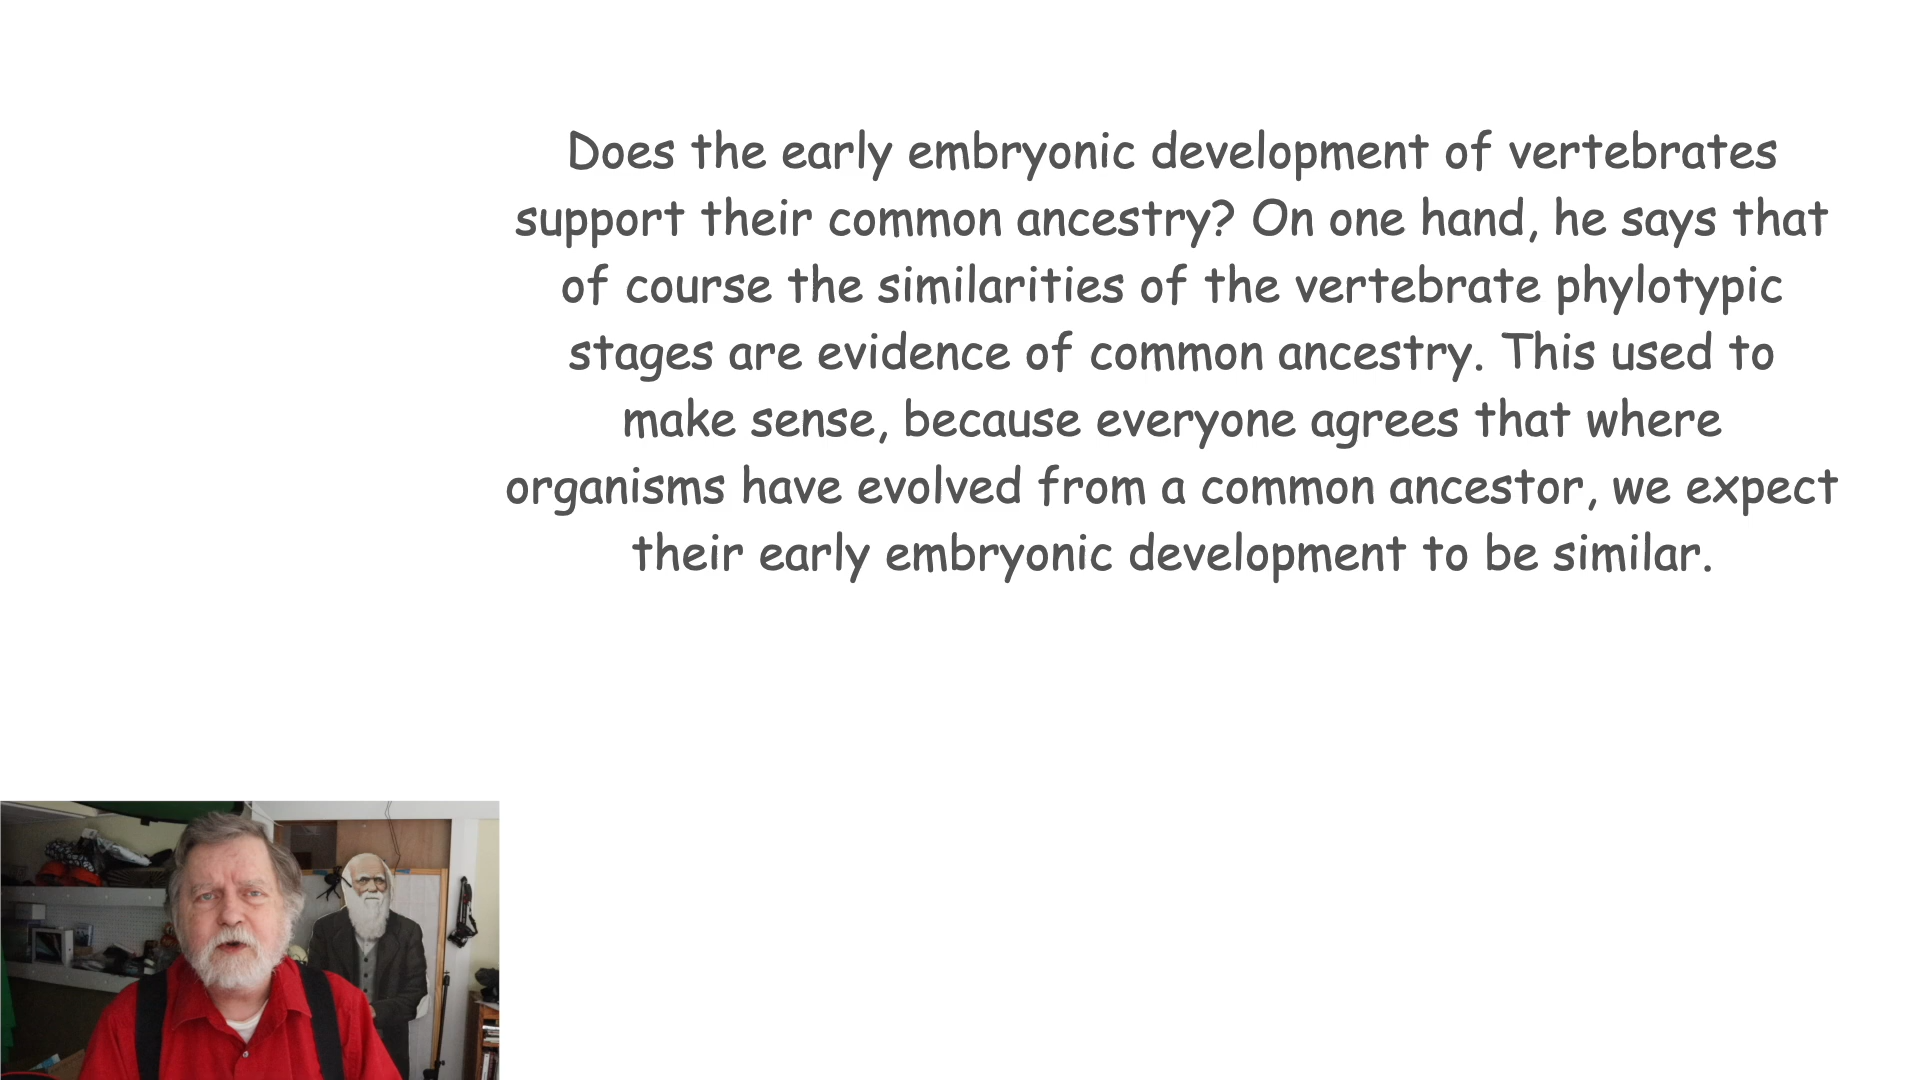 Does the early embryonic development of vertebrates
support their common ancestry? On one hand, he says that
of course the similarities of the vertebrate phylotypic
stages are evidence of common ancestry. This used to
make sense, because everyone agrees that where
organisms have evolved from a common ancestor, we expect
their early embryonic development to be similar.